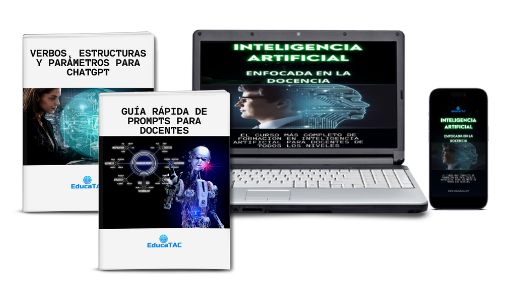 VERBOS, ESTRUCTURAS
Y PARÁMETROS PARA
CHATGPT
EducaTAC
GUÍA RÁPIDA DE
PROMPTS PARA
DOCENTES
EducaTAC
INTELIGENCIA
ARTIFICIAL
ENFOCADA EN LA
DOCENCIA
EL CURSO MÁS COMPLETO DE
FORMACIÓN EN INTELIGENCIA
ARTIFICIAL PARA DOCENTES DE
TODOS LOS NIVELES
INTELIGENCIA
ARTIFICIAL
ENFOCADA EN LA
DOCENCIA